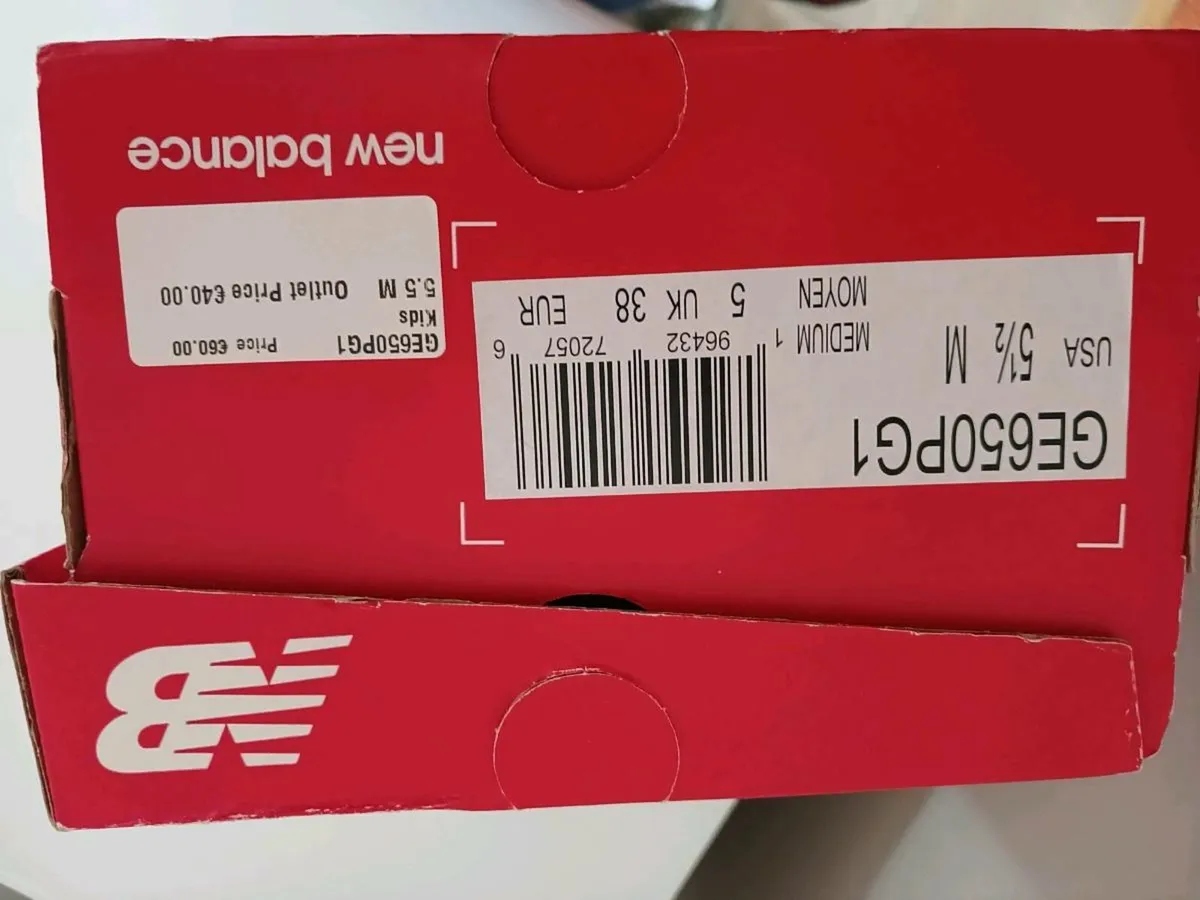 NB
GE650PG1
USA 5½ M
MEDIUM
MOYEN
1 96432 72057 6
5 UK 38 EUR
GE650PG1 Price €60.00
Kids
5.5 M Outlet Price €40.00
new balance